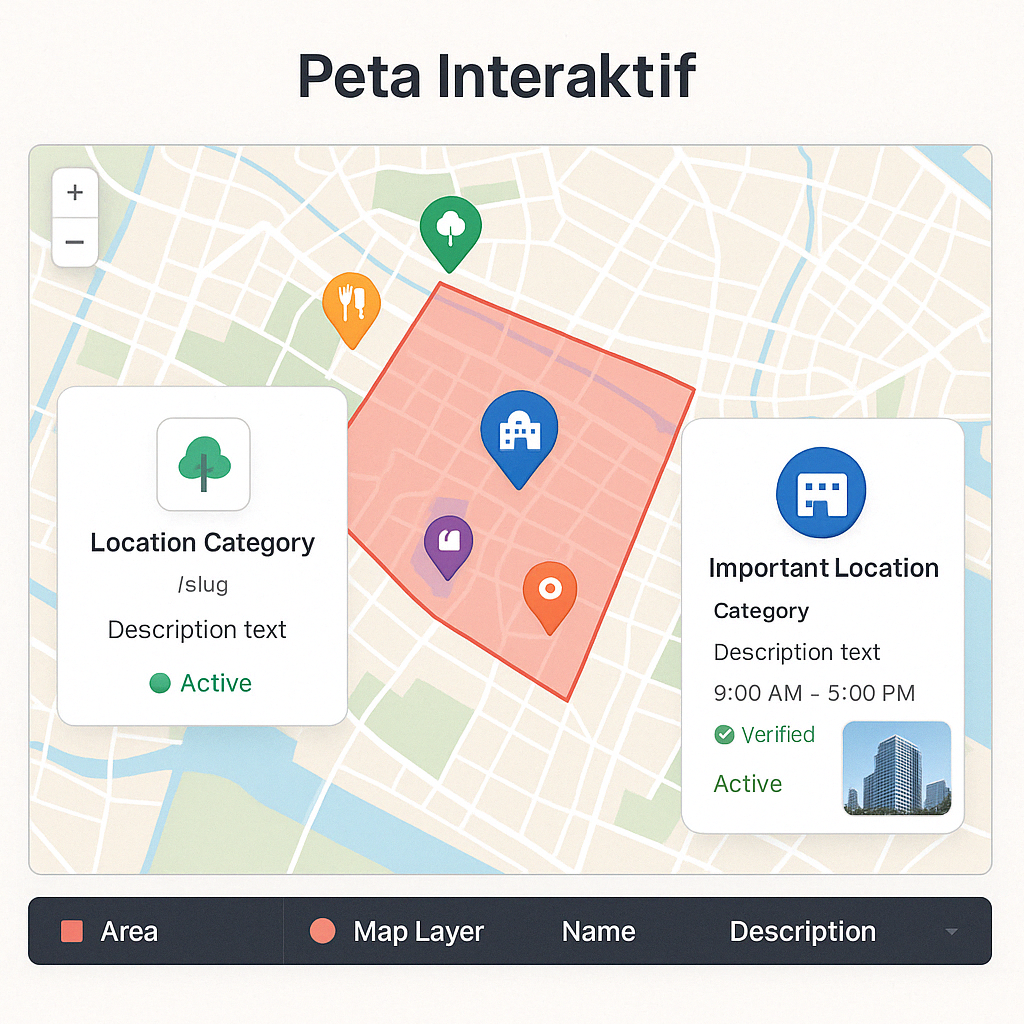 Peta Interaktif
+
−
Location Category
/slug
Description text
Active
Important Location
Category
Description text
9:00 AM - 5:00 PM
Verified
Active
Area
Map Layer
Name
Description